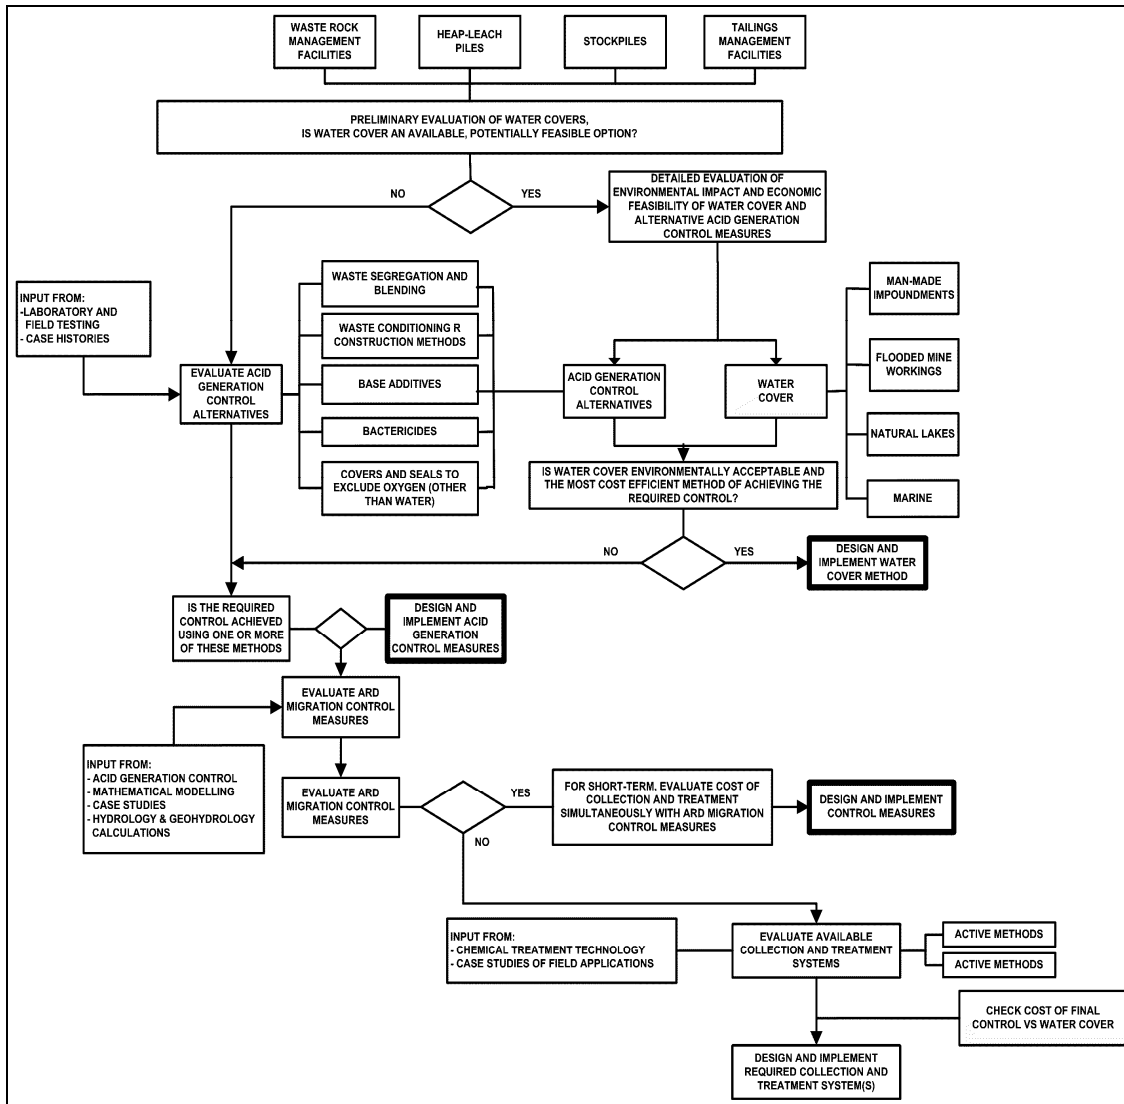 WASTE ROCK
MANAGEMENT
FACILITIES
HEAP-LEACH
PILES
STOCKPILES
TAILINGS
MANAGEMENT
FACILITIES
PRELIMINARY EVALUATION OF WATER COVERS,
IS WATER COVER AN AVAILABLE, POTENTIALLY FEASIBLE OPTION?
NO
YES
DETAILED EVALUATION OF
ENVIRONMENTAL IMPACT AND ECONOMIC
FEASIBILITY OF WATER COVER AND
ALTERNATIVE ACID GENERATION
CONTROL MEASURES
INPUT FROM:
-LABORATORY AND
FIELD TESTING
- CASE HISTORIES
EVALUATE ACID
GENERATION
CONTROL
ALTERNATIVES
WASTE SEGREGATION AND
BLENDING
WASTE CONDITIONING R
CONSTRUCTION METHODS
BASE ADDITIVES
BACTERICIDES
COVERS AND SEALS TO
EXCLUDE OXYGEN (OTHER
THAN WATER)
ACID GENERATION
CONTROL
ALTERNATIVES
WATER
COVER
MAN-MADE
IMPOUNDMENTS
FLOODED MINE
WORKINGS
NATURAL LAKES
MARINE
IS WATER COVER ENVIRONMENTALLY ACCEPTABLE AND
THE MOST COST EFFICIENT METHOD OF ACHIEVING THE
REQUIRED CONTROL?
NO
YES
DESIGN AND
IMPLEMENT WATER
COVER METHOD
IS THE REQUIRED
CONTROL ACHIEVED
USING ONE OR MORE
OF THESE METHODS
DESIGN AND
IMPLEMENT ACID
GENERATION
CONTROL MEASURES
EVALUATE ARD
MIGRATION CONTROL
MEASURES
INPUT FROM:
- ACID GENERATION CONTROL
- MATHEMATICAL MODELLING
- CASE STUDIES
- HYDROLOGY & GEOHYDROLOGY
CALCULATIONS
EVALUATE ARD
MIGRATION CONTROL
MEASURES
YES
NO
FOR SHORT-TERM. EVALUATE COST OF
COLLECTION AND TREATMENT
SIMULTANEOUSLY WITH ARD MIGRATION
CONTROL MEASURES
DESIGN AND IMPLEMENT
CONTROL MEASURES
INPUT FROM:
- CHEMICAL TREATMENT TECHNOLOGY
- CASE STUDIES OF FIELD APPLICATIONS
EVALUATE AVAILABLE
COLLECTION AND TREATMENT
SYSTEMS
ACTIVE METHODS
ACTIVE METHODS
CHECK COST OF FINAL
CONTROL VS WATER COVER
DESIGN AND IMPLEMENT
REQUIRED COLLECTION AND
TREATMENT SYSTEM(S)